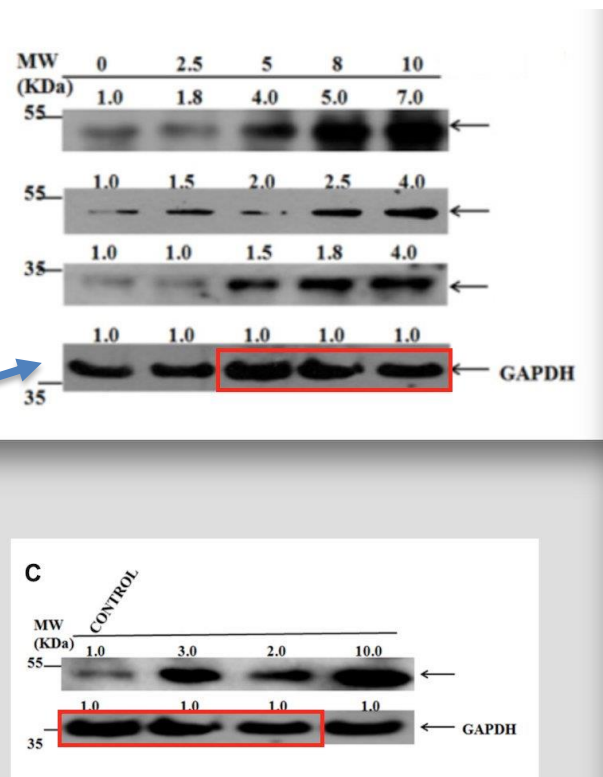 MW 0 2.5 5 8 10
(KDa) 1.0 1.8 4.0 5.0 7.0
55
1.0 1.5 2.0 2.5 4.0
55
1.0 1.0 1.5 1.8 4.0
35
1.0 1.0 1.0 1.0 1.0
GAPDH
35
C
CONTROL
MW
(KDa) 1.0 3.0 2.0 10.0
55
1.0 1.0 1.0 1.0
GAPDH
35